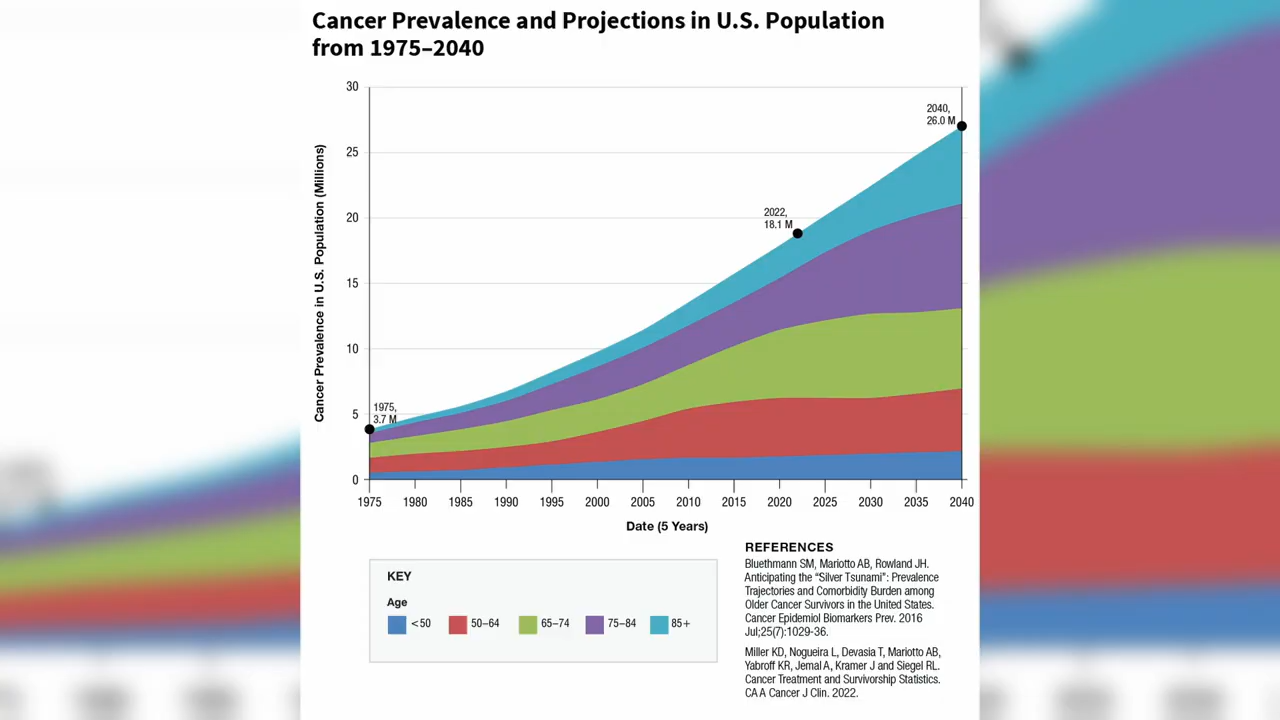 Cancer Prevalence and Projections in U.S. Population
from 1975–2040
Cancer Prevalence in U.S. Population (Millions)
30
25
20
15
10
5
0
2040,
26.0 M
2022,
18.1 M
1975,
3.7 M
1975 1980 1985 1990 1995 2000 2005 2010 2015 2020 2025 2030 2035 2040
Date (5 Years)
KEY
Age
<50 50–64 65–74 75–84 85+
REFERENCES
Bluethmann SM, Mariotto AB, Rowland JH.
Anticipating the “Silver Tsunami”: Prevalence
Trajectories and Comorbidity Burden among
Older Cancer Survivors in the United States.
Cancer Epidemiol Biomarkers Prev. 2016
Jul;25(7):1029-36.
Miller KD, Nogueira L, Devasia T, Mariotto AB,
Yabroff KR, Jemal A, Kramer J and Siegel RL.
Cancer Treatment and Survivorship Statistics.
CA A Cancer J Clin. 2022.